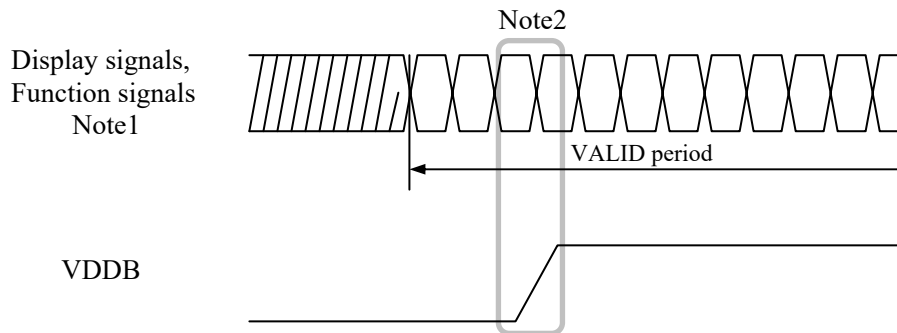 Note2
Display signals,
Function signals
Note1
VALID period
VDDB